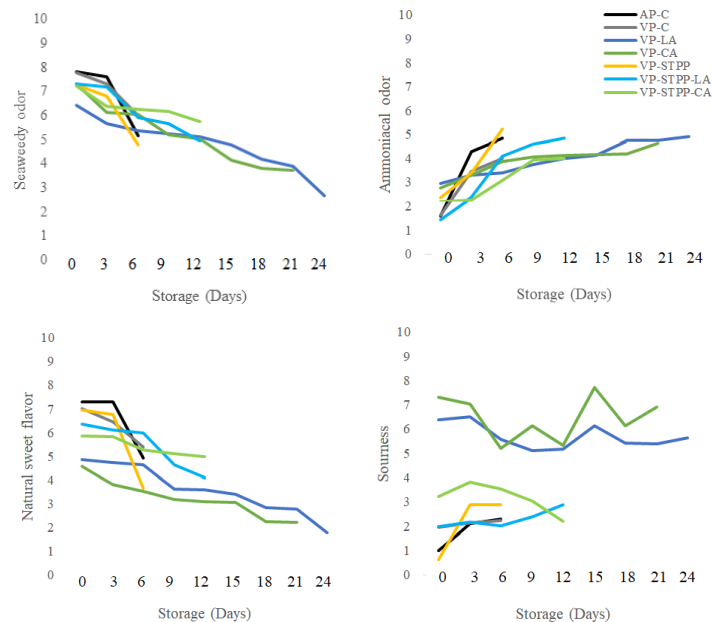 10
9
8
7
6
5
4
3
2
1
0
Seaweedy odor
0 3 6 9 12 15 18 21 24
Storage (Days)
10
9
8
7
6
5
4
3
2
1
0
Ammoniacal odor
0 3 6 9 12 15 18 21 24
Storage (Days)
AP-C
VP-C
VP-LA
VP-CA
VP-STPP
VP-STPP-LA
VP-STPP-CA
10
9
8
7
6
5
4
3
2
1
0
Natural sweet flavor
0 3 6 9 12 15 18 21 24
Storage (Days)
10
9
8
7
6
5
4
3
2
1
0
Sourness
0 3 6 9 12 15 18 21 24
Storage (Days)